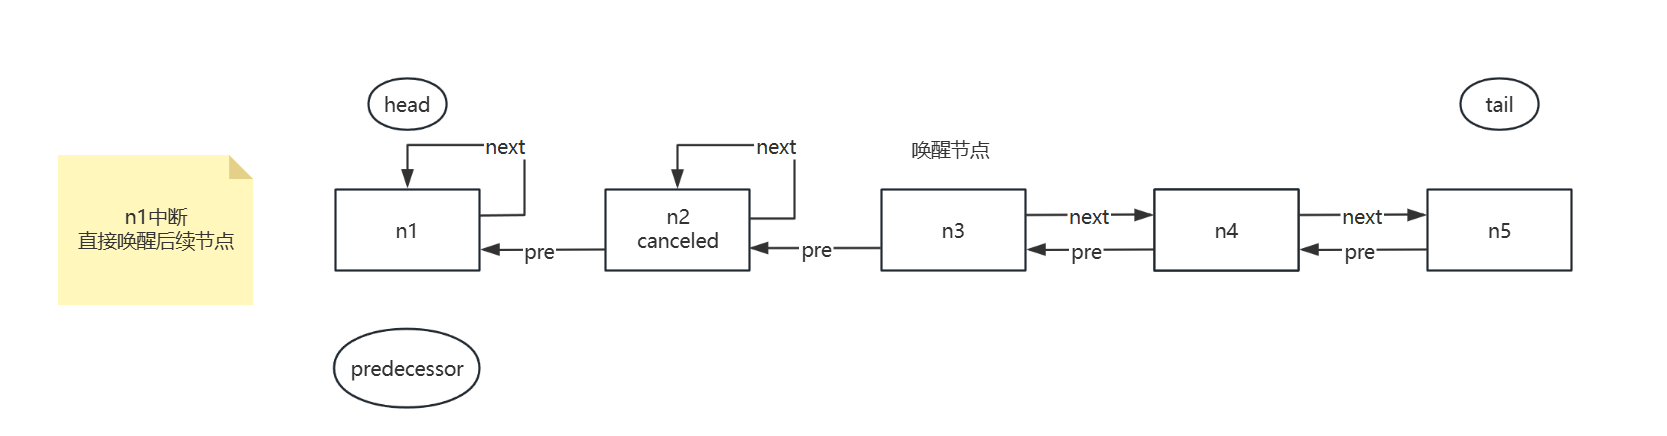 head
tail
next
next
唤醒节点
n1中断
直接唤醒后续节点
n1
n2
canceled
n3
next
n4
next
n5
pre
pre
pre
pre
predecessor